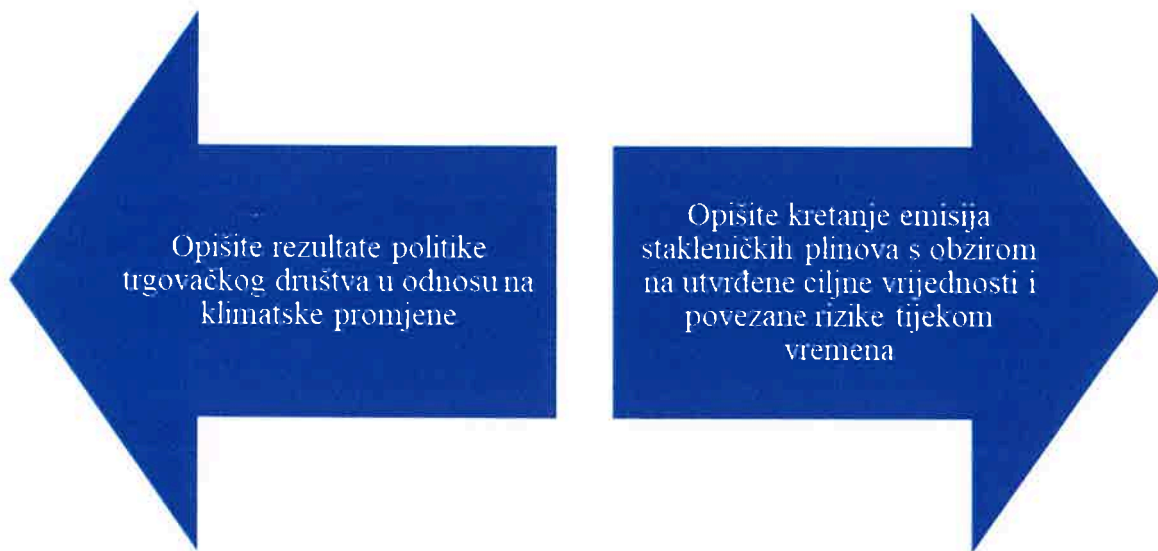 Opišite rezultate politike
trgovačkog društva u odnosu na
klimatske promjene
Opišite kretanje emisija
stakleničkih plinova s obzirom
na utvrđene ciljne vrijednosti i
povezane rizike tijekom
vremena